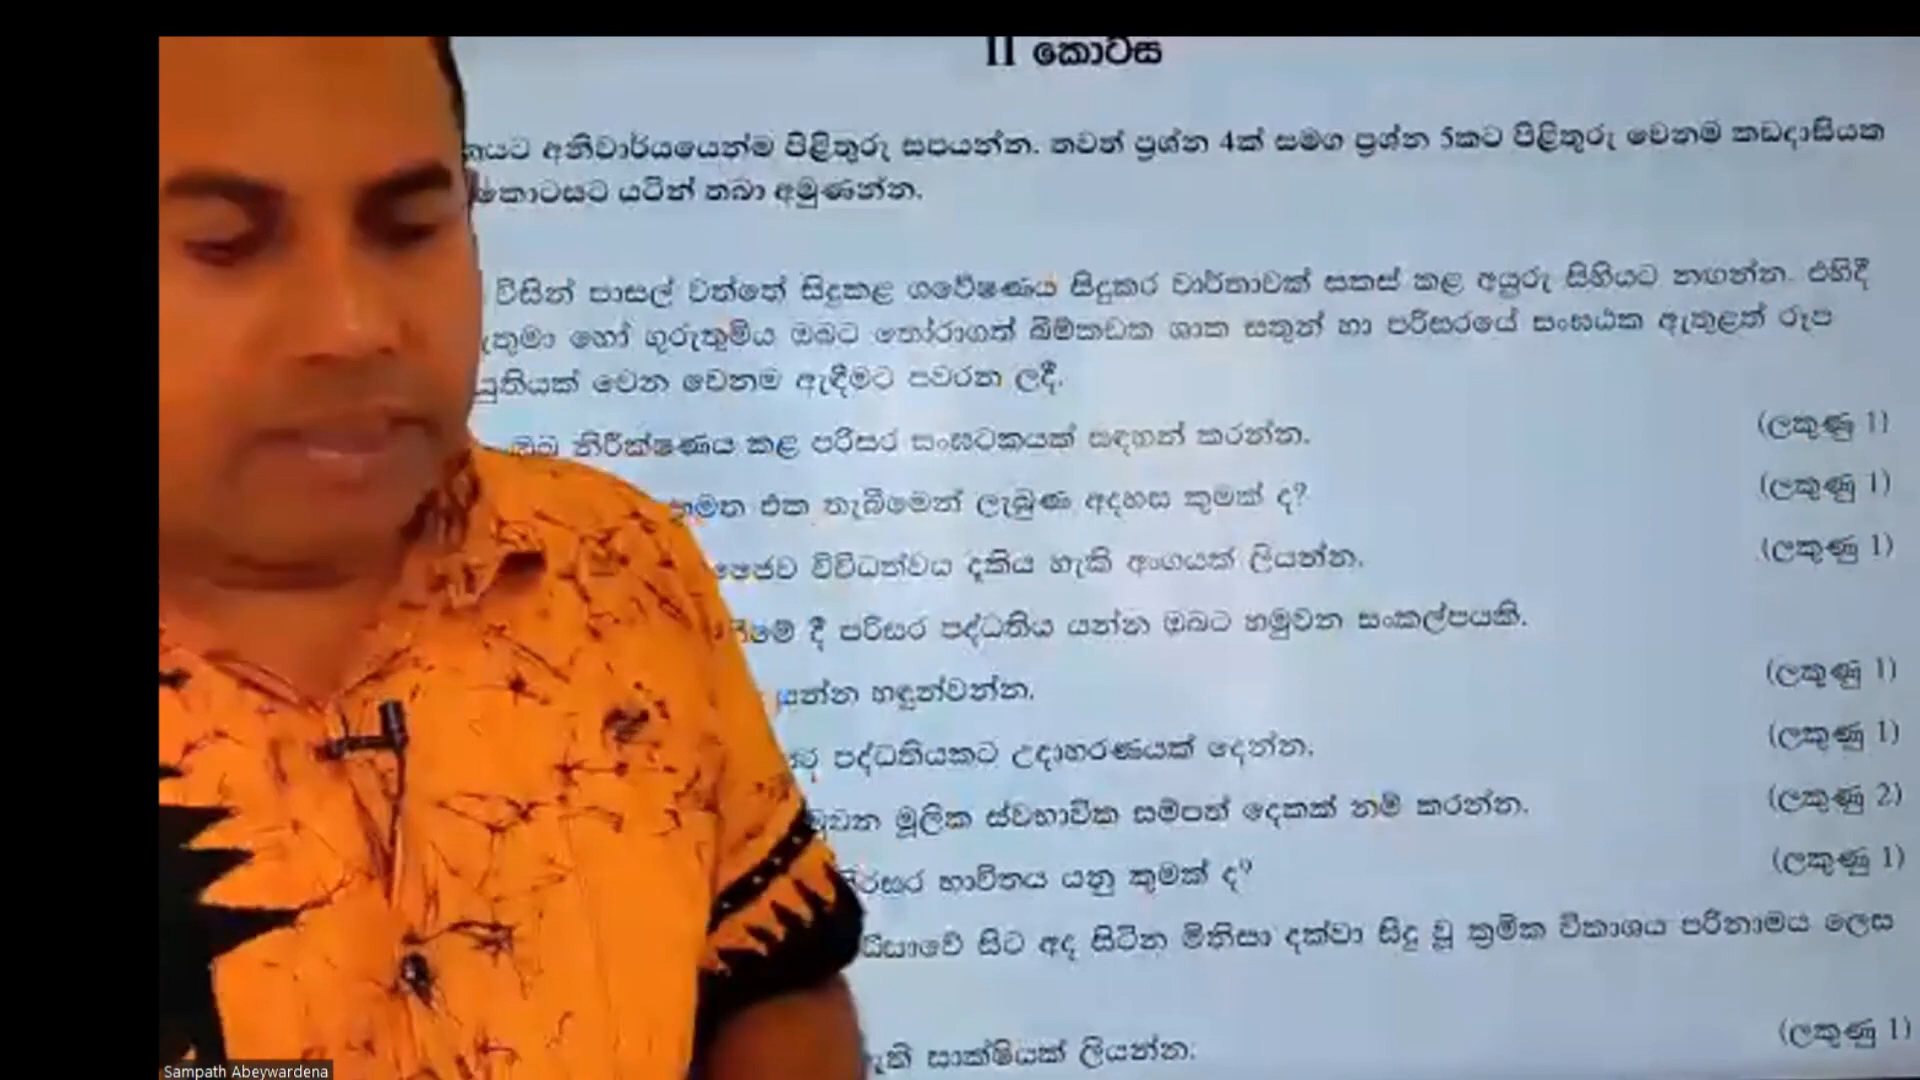 II කොටස
අනිවාර්යයෙන්ම පිළිතුරු සපයන්න. තවත් ප්‍රශ්න 4ක් සමග ප්‍රශ්න 5කට පිළිතුරු වෙනම කඩදාසියක
කොටසට යටින් තබා අමුණන්න.
විසින් පාසල් වත්තේ සිදුකළ ගවේෂණය සිදුකර වාර්තාවක් සකස් කළ අයුරු සිහියට නගන්න. එහිදී
හෝ ගුරුතුමිය ඔබට තෝරාගත් බිම්කඩක ශාක සතුන් හා පරිසරයේ සංඝඨක ඇතුළත් රූප
වෙන වෙනම ඇඳීමට පවරන ලදී.
ඔබ නිරීක්ෂණය කළ පරිසර සංඝටකයක් සඳහන් කරන්න. (ලකුණු 1)
මත එක තැබීමෙන් ලැබුණ අදහස කුමක් ද? (ලකුණු 1)
ජෛව විවිධත්වය දැකිය හැකි අංගයක් ලියන්න. (ලකුණු 1)
දී පරිසර පද්ධතිය යන්න ඔබට හමුවන සංකල්පයකි.
යන්න හඳුන්වන්න. (ලකුණු 1)
පද්ධතියකට උදාහරණයක් දෙන්න. (ලකුණු 1)
මූලික ස්වභාවික සම්පත් දෙකක් නම් කරන්න. (ලකුණු 2)
භාවිතය යනු කුමක් ද? (ලකුණු 1)
සිට අද සිටින මිනිසා දක්වා සිදු වූ ක්‍රමික විකාශය පරිනාමය ලෙස
සාක්ෂියක් ලියන්න. (ලකුණු 1)
Sampath Abeywardena